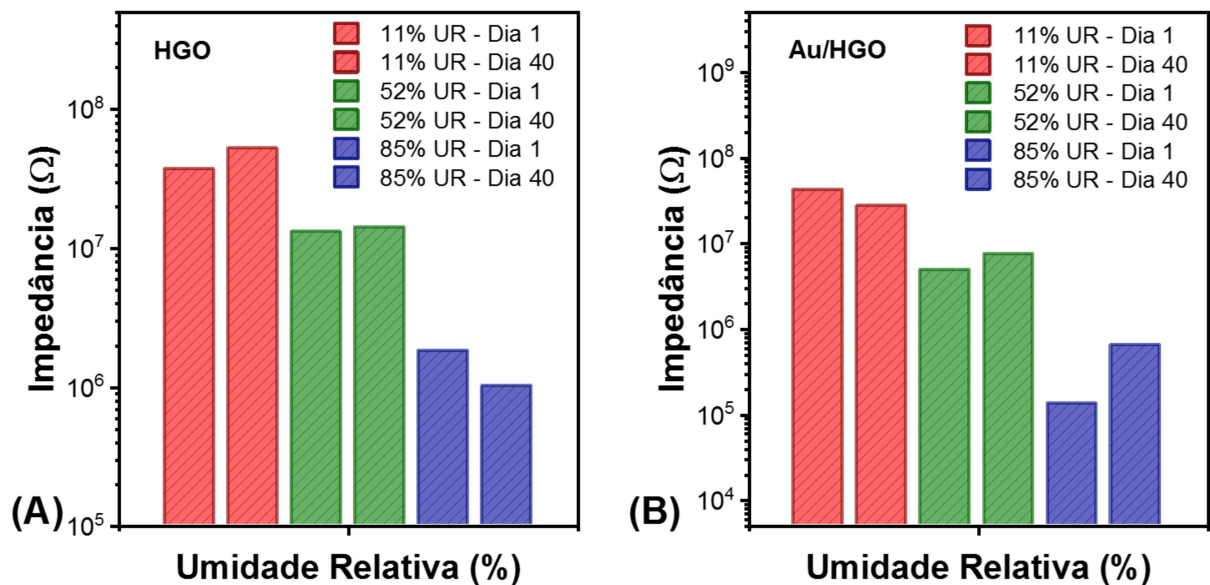 HGO
11% UR - Dia 1
11% UR - Dia 40
52% UR - Dia 1
52% UR - Dia 40
85% UR - Dia 1
85% UR - Dia 40
10⁸
10⁷
10⁶
10⁵
Impedância (Ω)
(A)
Umidade Relativa (%)
Au/HGO
11% UR - Dia 1
11% UR - Dia 40
52% UR - Dia 1
52% UR - Dia 40
85% UR - Dia 1
85% UR - Dia 40
10⁹
10⁸
10⁷
10⁶
10⁵
10⁴
Impedância (Ω)
(B)
Umidade Relativa (%)